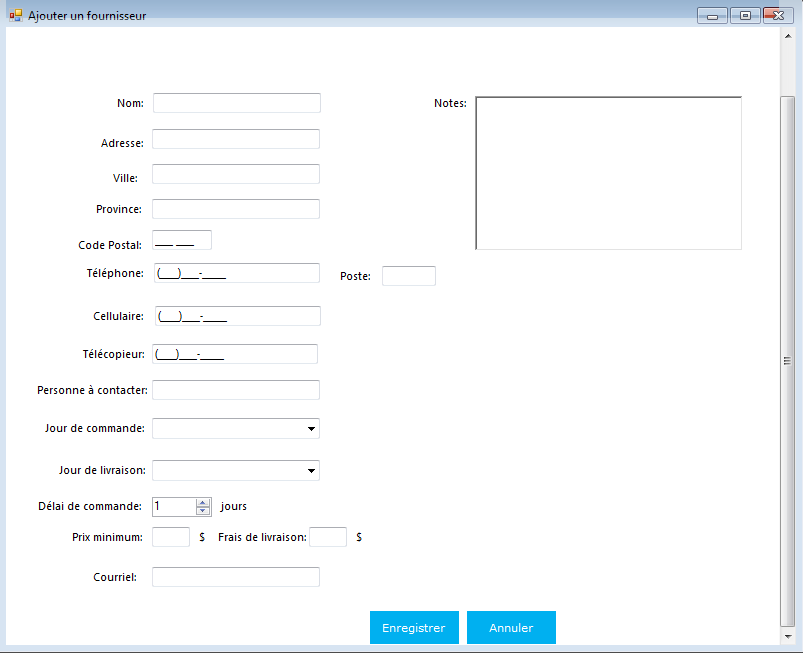 Ajouter un fournisseur
Nom: Notes:
Adresse:
Ville:
Province:
Code Postal: ___ ___
Téléphone: (___)___-____ Poste:
Cellulaire: (___)___-____
Télécopieur: (___)___-____
Personne à contacter:
Jour de commande:
Jour de livraison:
Délai de commande: 1 jours
Prix minimum: $ Frais de livraison: $
Courriel:
Enregistrer Annuler